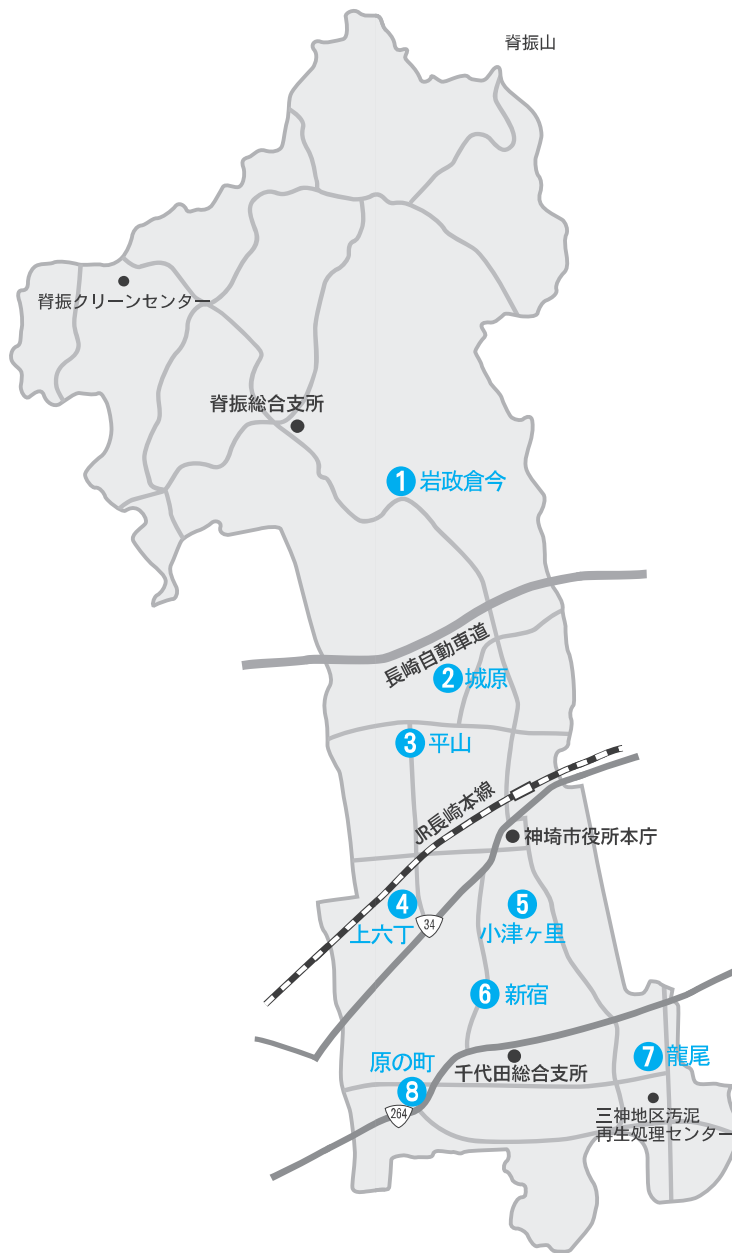 脊振山
脊振クリーンセンター
脊振総合支所
1 岩政倉今
長崎自動車道
2 城原
3 平山
JR長崎本線
神埼市役所本庁
4
上六丁
34
5
小津ヶ里
6 新宿
原の町
8
264
千代田総合支所
7 龍尾
三神地区汚泥
再生処理センター